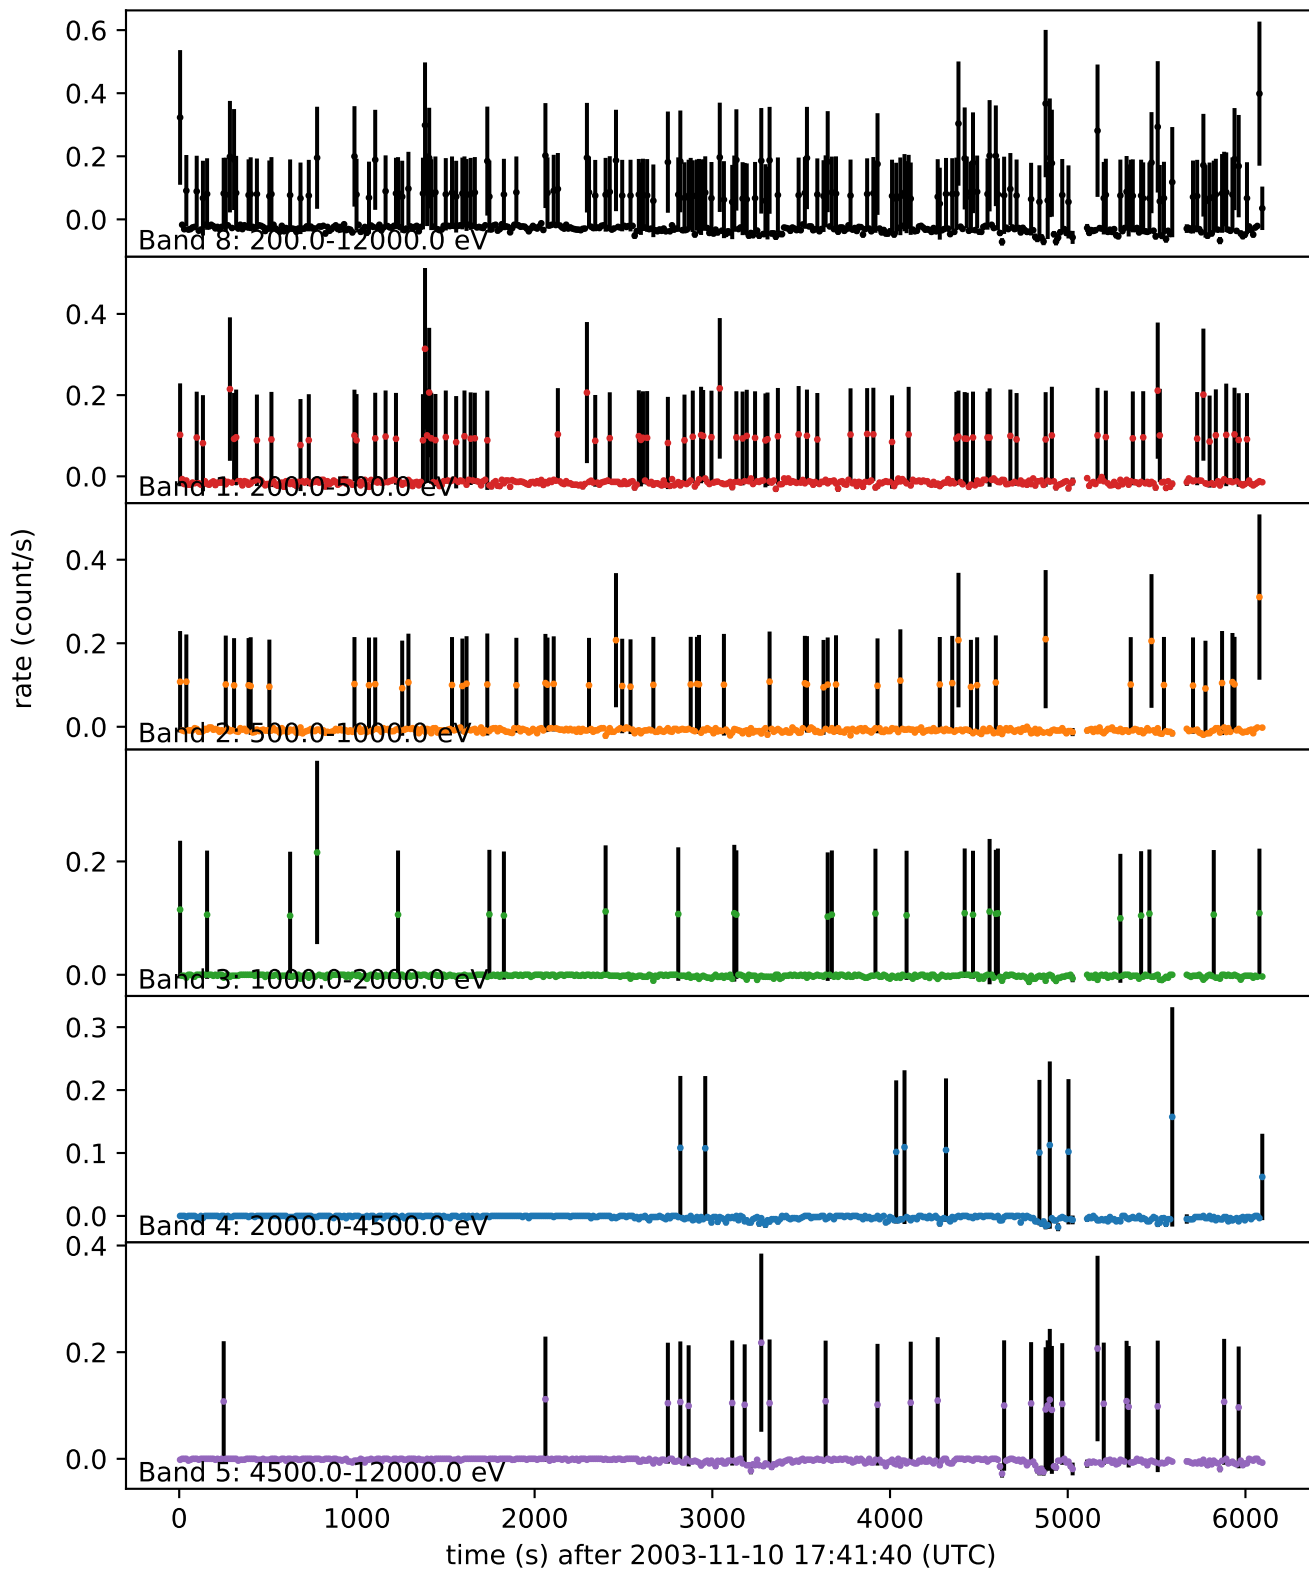 0.6
0.4
0.2
0.0
Band 8: 200.0-12000.0 eV
0.4
0.2
0.0
Band 1: 200.0-500.0 eV
0.4
0.2
0.0
Band 2: 500.0-1000.0 eV
rate (count/s)
0.2
0.0
Band 3: 1000.0-2000.0 eV
0.3
0.2
0.1
0.0
Band 4: 2000.0-4500.0 eV
0.4
0.2
0.0
Band 5: 4500.0-12000.0 eV
0 1000 2000 3000 4000 5000 6000
time (s) after 2003-11-10 17:41:40 (UTC)